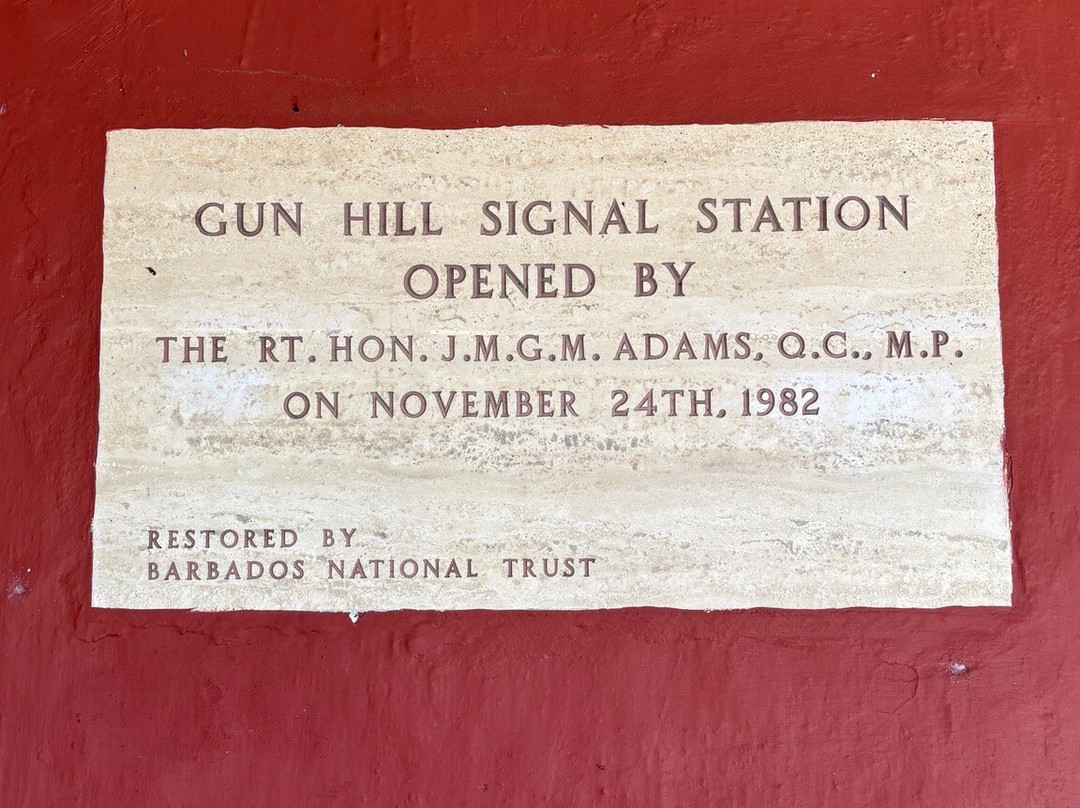 GUN HILL SIGNAL STATION
OPENED BY
THE RT. HON. J.M.G.M. ADAMS, Q.C., M.P.
ON NOVEMBER 24TH, 1982
RESTORED BY
BARBADOS NATIONAL TRUST